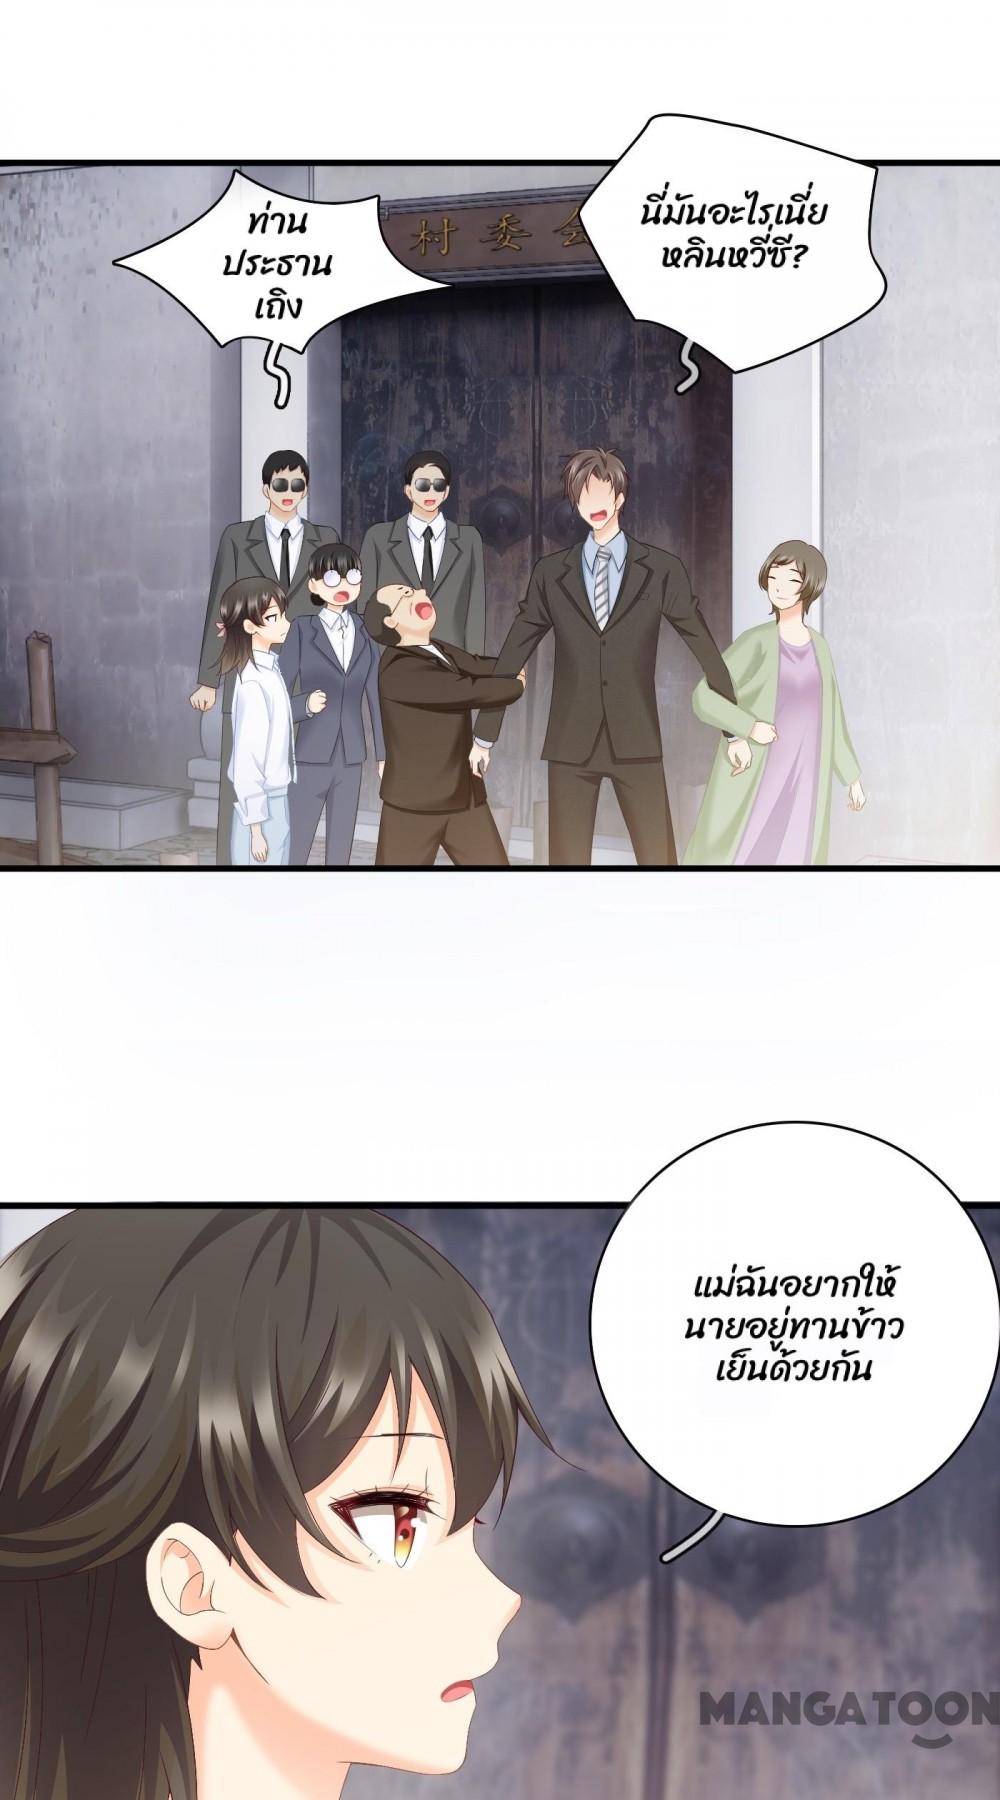 ท่าน
ประธาน
เถิง
นี่มันอะไรเนี่ย
หลินหวี่ซี?
村委会
แม่ฉันอยากให้
นายอยู่ทานข้าว
เย็นด้วยกัน
MANGATOON